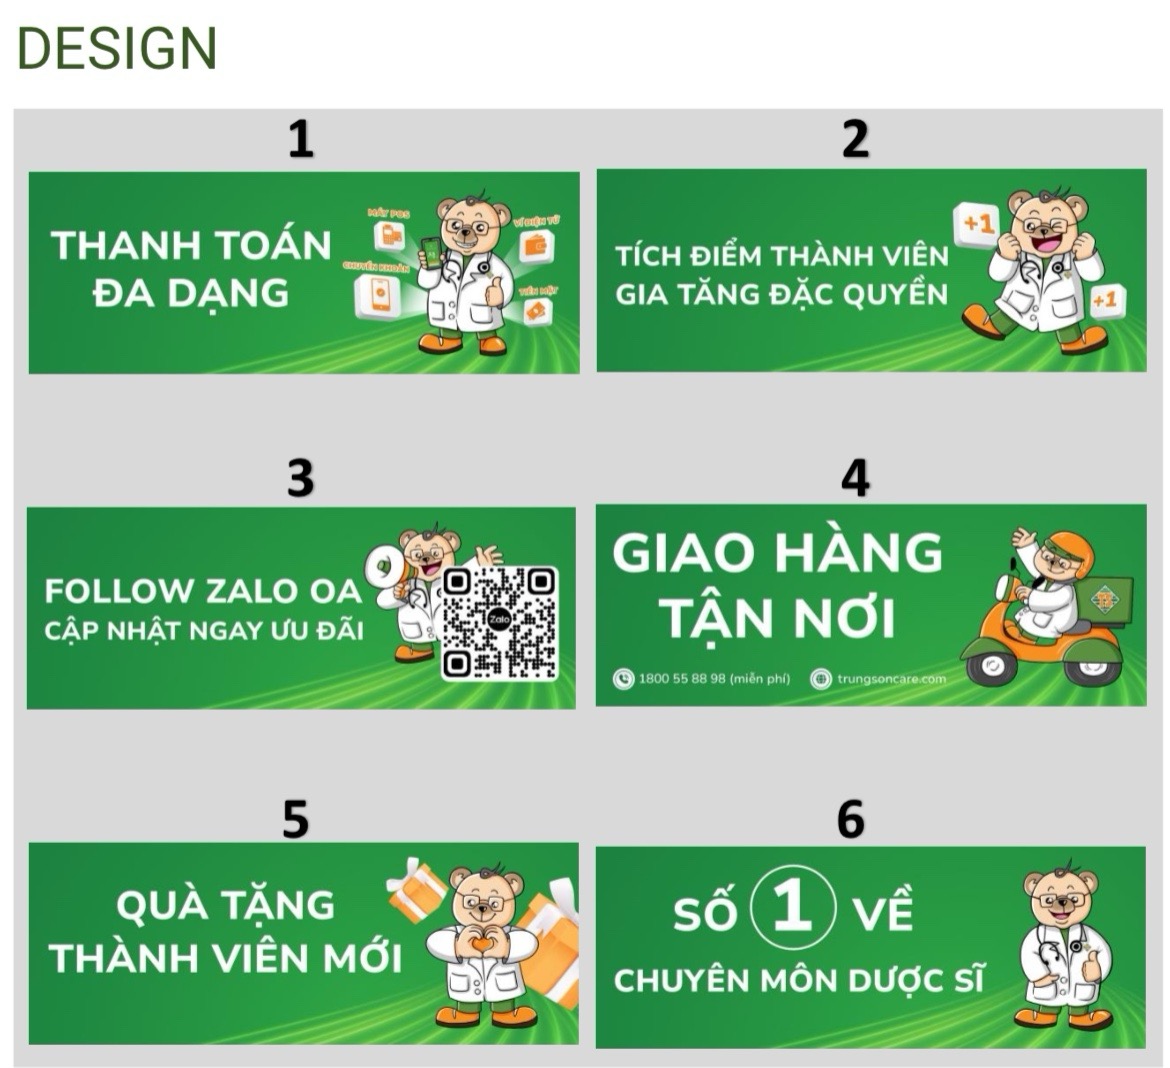 DESIGN
1
THANH TOÁN
ĐA DẠNG
MÁY POS
VÍ ĐIỆN TỬ
CHUYỂN KHOẢN
TIỀN MẶT
2
TÍCH ĐIỂM THÀNH VIÊN
GIA TĂNG ĐẶC QUYỀN
+1
+1
3
FOLLOW ZALO OA
CẬP NHẬT NGAY ƯU ĐÃI
Zalo
4
GIAO HÀNG
TẬN NƠI
1800 55 88 98 (miễn phí) trungsoncare.com
5
QUÀ TẶNG
THÀNH VIÊN MỚI
6
SỐ 1 VỀ
CHUYÊN MÔN DƯỢC SĨ